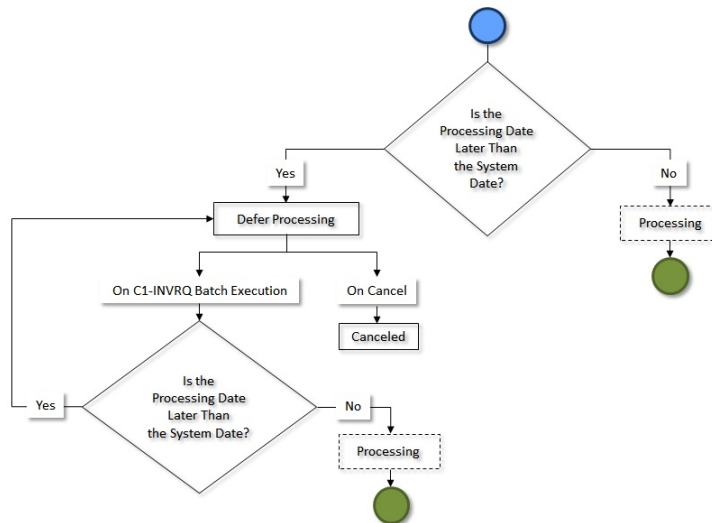 Is the
Processing Date
Later Than
the System
Date?
Yes
No
Defer Processing
Processing
On C1-INVRQ Batch Execution
On Cancel
Canceled
Is the
Processing Date
Later Than
the System Date?
Yes
No
Processing